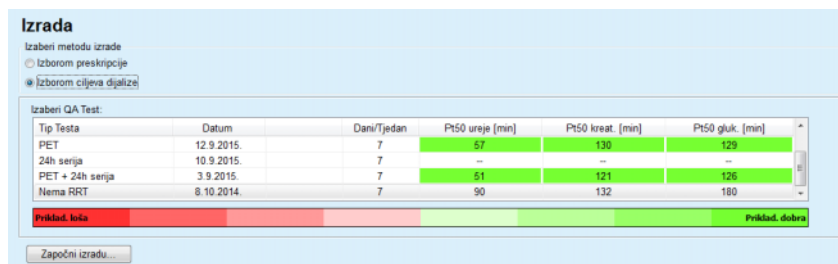 Izrada
Izaberi metodu izrade
Izborom preskripcije
Izborom ciljeva dijalize
Izaberi QA Test:
Tip Testa Datum Dani/Tjedan Pt50 ureje [min] Pt50 kreat. [min] Pt50 gluk. [min]
PET 12.9.2015. 7 57 130 129
24h serija 10.9.2015. 7 -- -- --
PET + 24h serija 3.9.2015. 7 51 121 126
Nema RRT 8.10.2014. 7 90 132 180
Priklad. loša Priklad. dobra
Započni izradu...